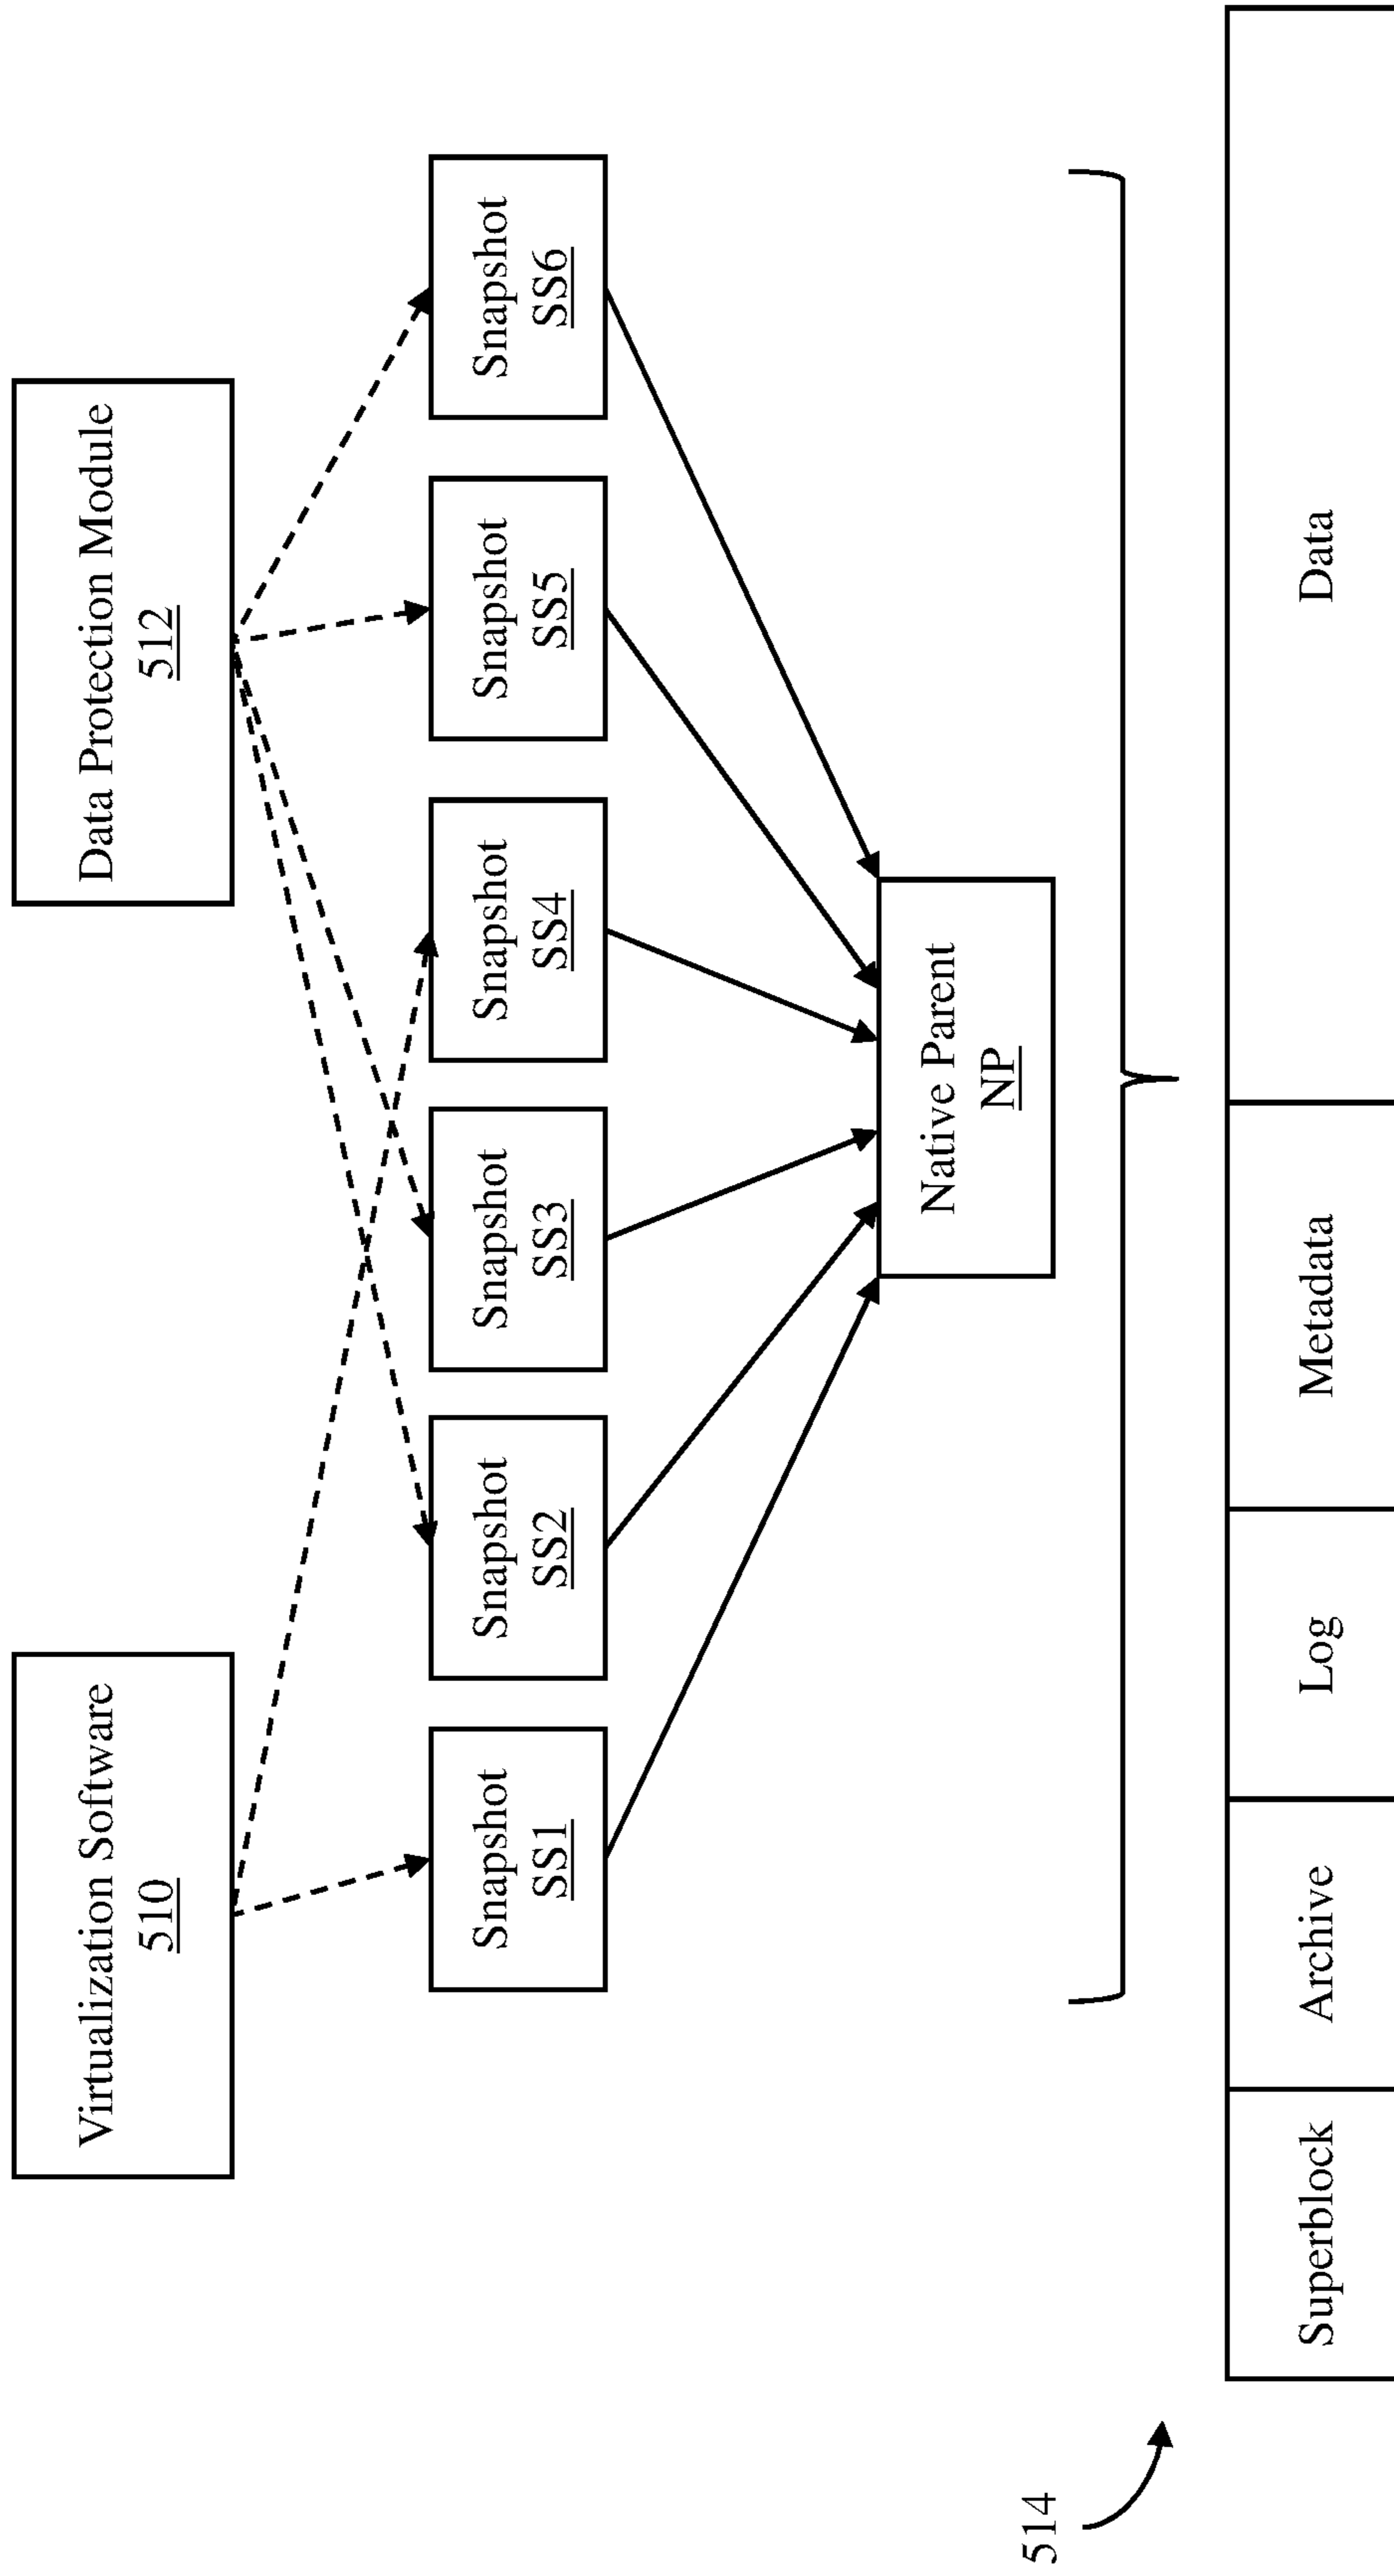 Virtualization Software
510
Data Protection Module
512
Snapshot
SS1
Snapshot
SS2
Snapshot
SS3
Snapshot
SS4
Snapshot
SS5
Snapshot
SS6
Native Parent
NP
514
Superblock
Archive
Log
Metadata
Data